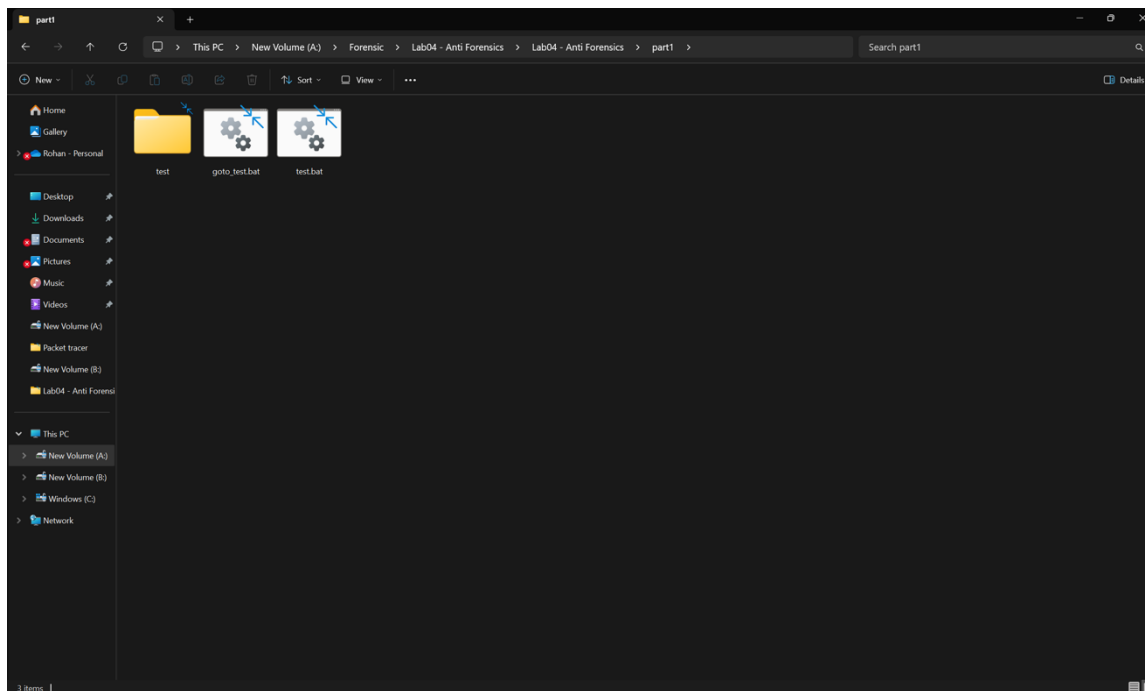 part1
This PC > New Volume (A:) > Forensic > Lab04 - Anti Forensics > Lab04 - Anti Forensics > part1 >
Search part1
New
Sort
View
Details
Home
Gallery
Rohan - Personal
Desktop
Downloads
Documents
Pictures
Music
Videos
New Volume (A:)
Packet tracer
New Volume (B:)
Lab04 - Anti Forensi
This PC
New Volume (A:)
New Volume (B:)
Windows (C:)
Network
test
goto_test.bat
test.bat
3 items